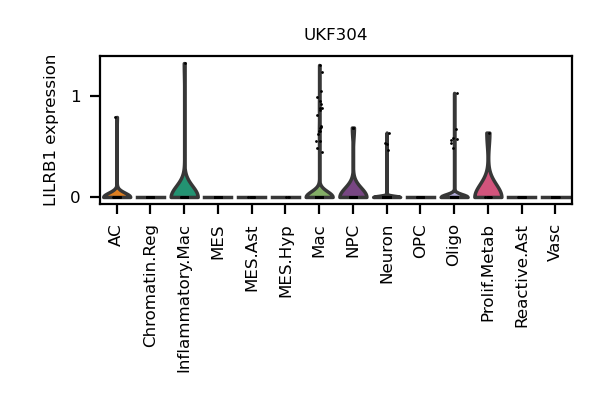 UKF304
LILRB1 expression
1
0
AC
Chromatin.Reg
Inflammatory.Mac
MES
MES.Ast
MES.Hyp
Mac
NPC
Neuron
OPC
Oligo
Prolif.Metab
Reactive.Ast
Vasc